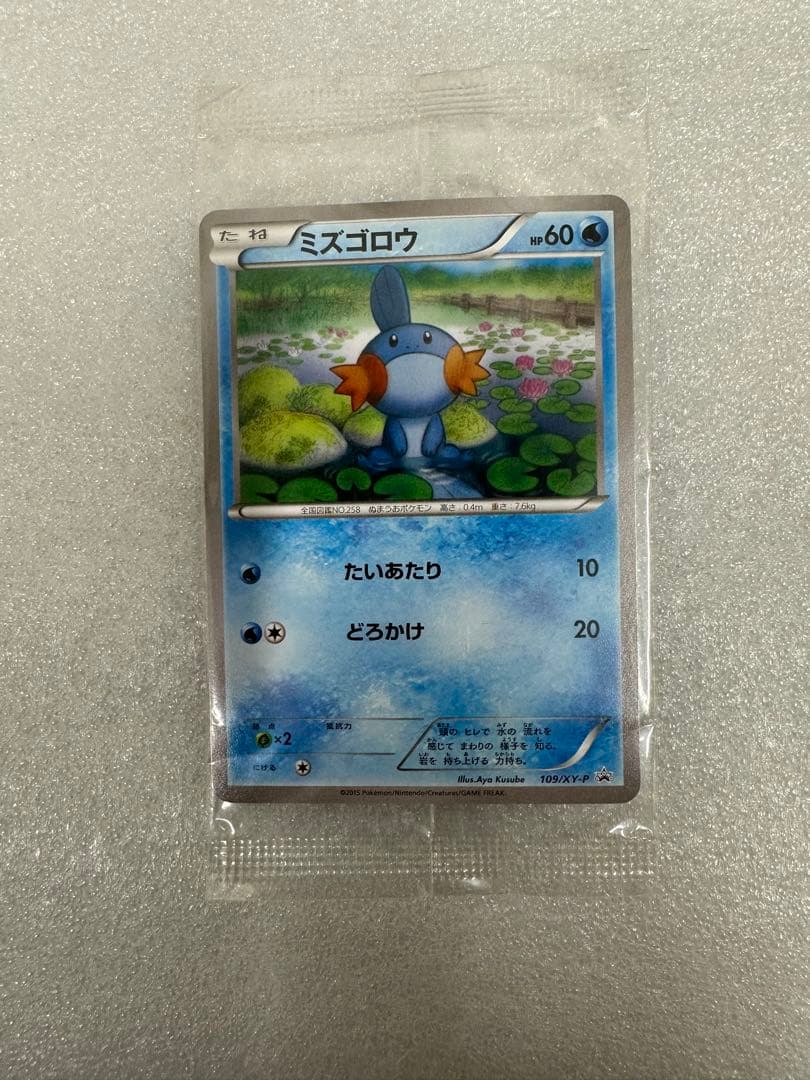 たね ミズゴロウ HP60
全国図鑑NO.258 ぬまうおポケモン 高さ:0.4m 重さ:7.6kg
たいあたり 10
どろかけ 20
弱点 抵抗力
×2
にげる
頭の ヒレで 水の 流れを
感じて まわりの 様子を 知る。
岩を 持ち上げる 力持ち。
Illus.Aya Kusube 109/XY-P
©2015 Pokémon/Nintendo/Creatures/GAME FREAK.